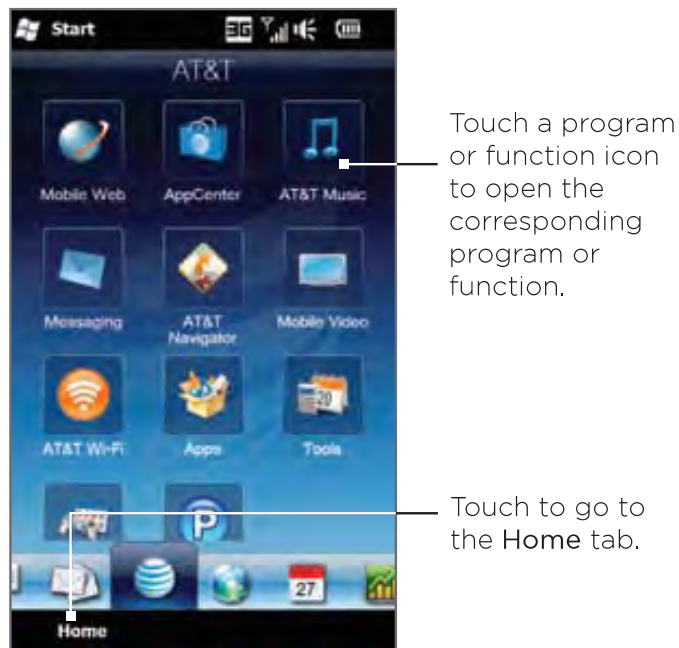 Start 3G
AT&T
Mobile Web AppCenter AT&T Music
Touch a program
or function icon
to open the
corresponding
program or
function.
Messaging AT&T Navigator Mobile Video
AT&T Wi-Fi Apps Tools
P
27
Touch to go to
the Home tab.
Home